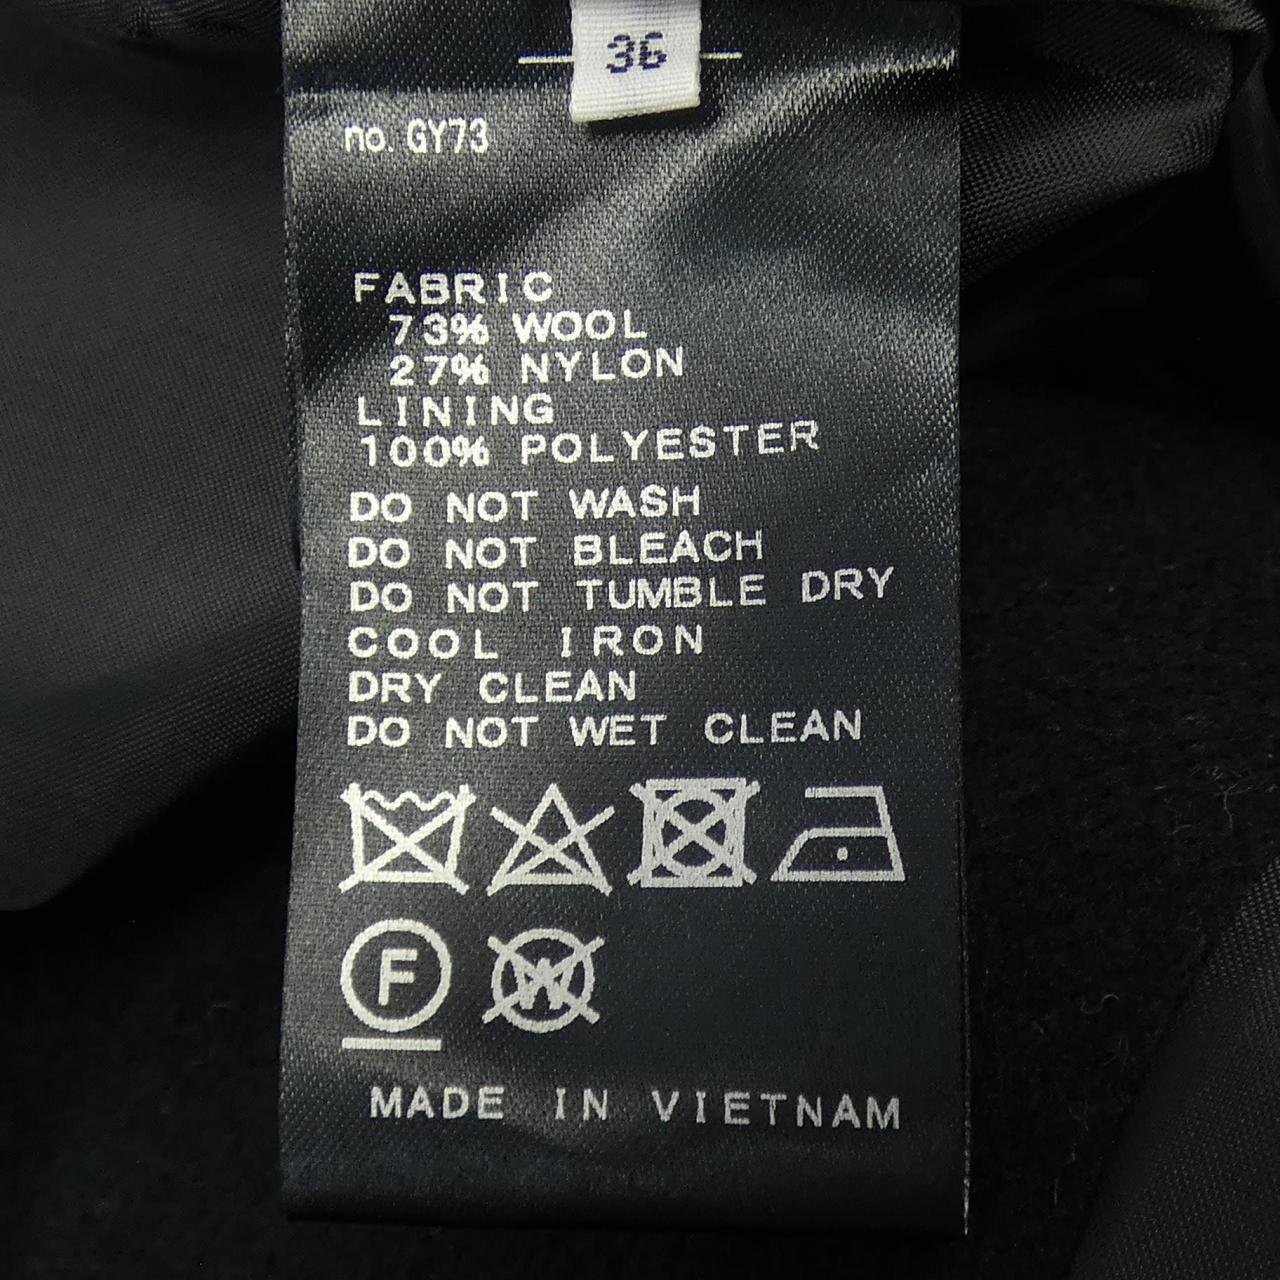 36
no. GY73
FABRIC
73% WOOL
27% NYLON
LINING
100% POLYESTER
DO NOT WASH
DO NOT BLEACH
DO NOT TUMBLE DRY
COOL IRON
DRY CLEAN
DO NOT WET CLEAN
F W
MADE IN VIETNAM